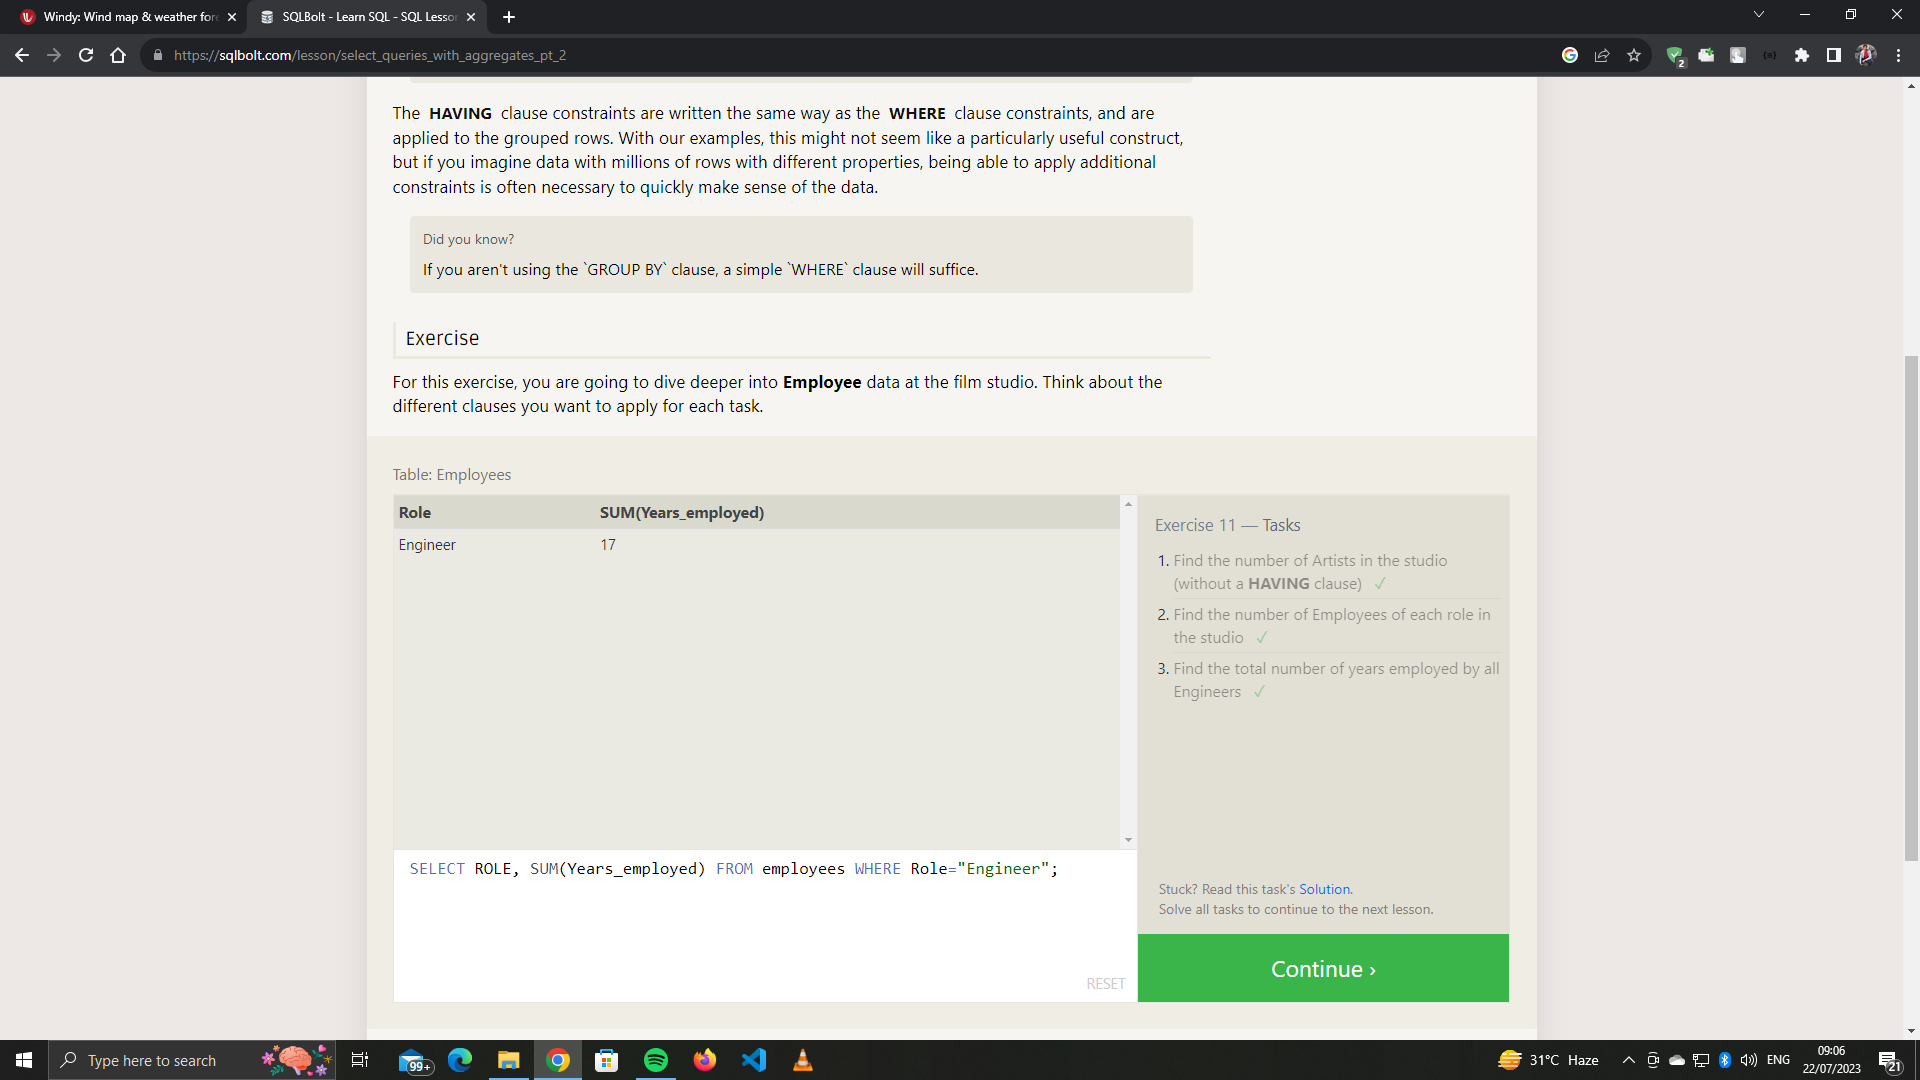 Windy: Wind map & weather fore
SQLBolt - Learn SQL - SQL Lesson
https://sqlbolt.com/lesson/select_queries_with_aggregates_pt_2
2
The HAVING clause constraints are written the same way as the WHERE clause constraints, and are
applied to the grouped rows. With our examples, this might not seem like a particularly useful construct,
but if you imagine data with millions of rows with different properties, being able to apply additional
constraints is often necessary to quickly make sense of the data.
Did you know?
If you aren't using the `GROUP BY` clause, a simple `WHERE` clause will suffice.
Exercise
For this exercise, you are going to dive deeper into Employee data at the film studio. Think about the
different clauses you want to apply for each task.
Table: Employees
Role SUM(Years_employed)
Engineer 17
SELECT ROLE, SUM(Years_employed) FROM employees WHERE Role="Engineer";
RESET
Exercise 11 — Tasks
1. Find the number of Artists in the studio
(without a HAVING clause) ✓
2. Find the number of Employees of each role in
the studio ✓
3. Find the total number of years employed by all
Engineers ✓
Stuck? Read this task's Solution.
Solve all tasks to continue to the next lesson.
Continue ›
Type here to search
99+
31°C Haze
ENG
09:06
22/07/2023
21